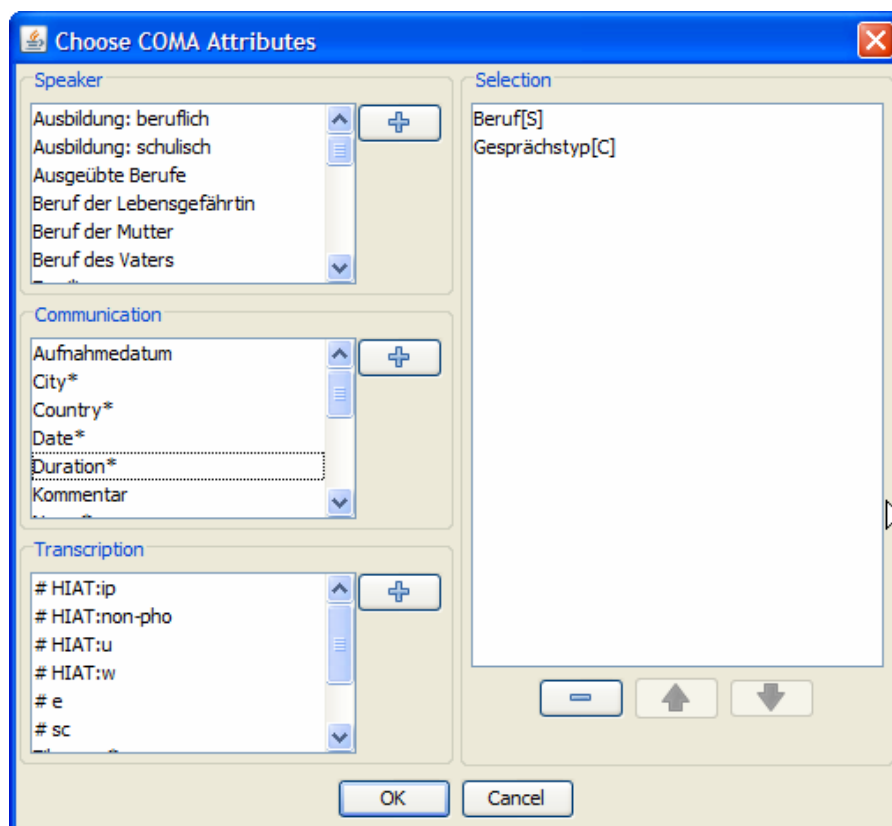 Choose COMA Attributes
Speaker
Ausbildung: beruflich
Ausbildung: schulisch
Ausgeübte Berufe
Beruf der Lebensgefährtin
Beruf der Mutter
Beruf des Vaters
Communication
Aufnahmedatum
City*
Country*
Date*
Duration*
Kommentar
Transcription
# HIAT:ip
# HIAT:non-pho
# HIAT:u
# HIAT:w
# e
# sc
Selection
Beruf[S]
Gesprächstyp[C]
OK
Cancel